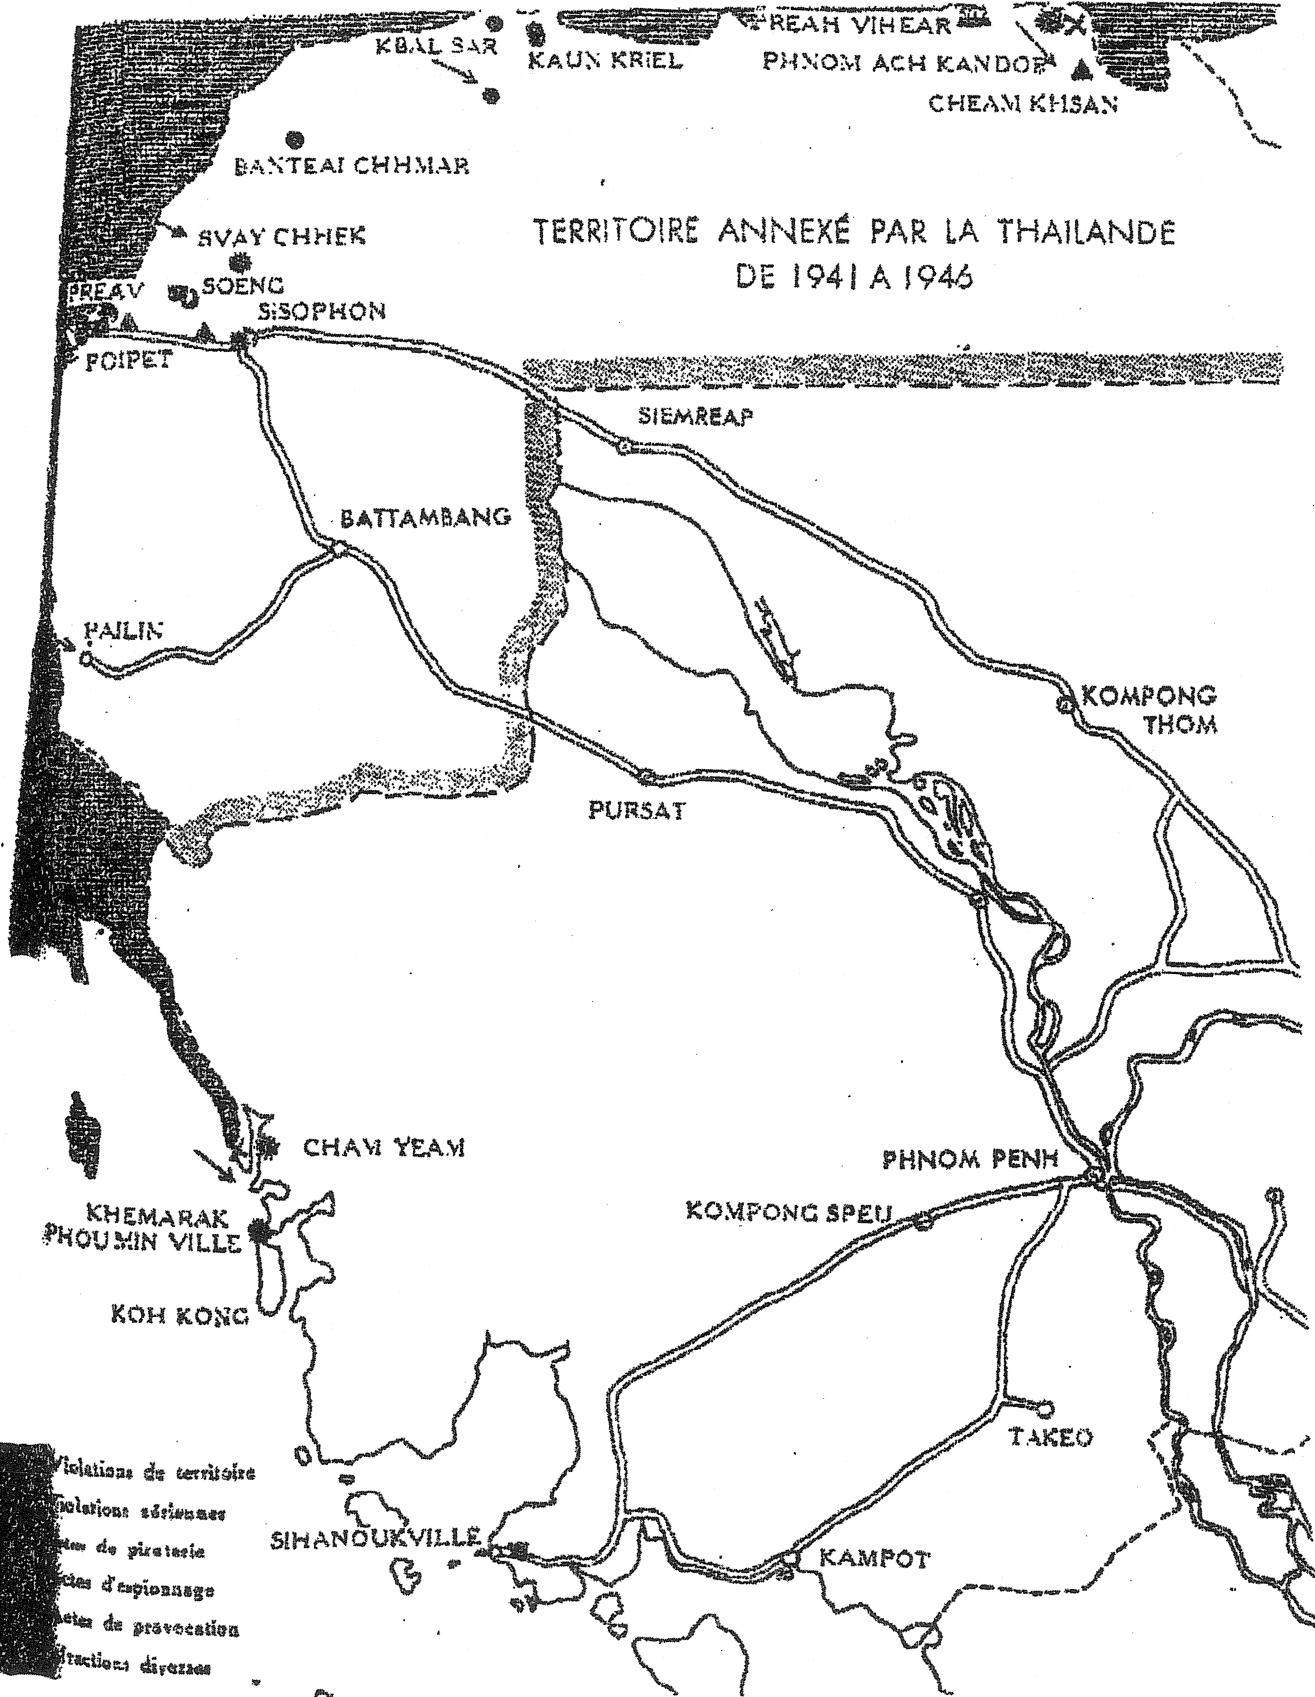 PREAH VIHEAR
KBAL SAR
KAUN KRIEL
PHNOM ACH KANDOP
CHEAM KHSAN
BANTEAI CHHMAR
TERRITOIRE ANNEXÉ PAR LA THAILANDE
DE 1941 A 1946
SVAY CHHEK
PREAV
SOENG
SISOPHON
POIPET
SIEMREAP
BATTAMBANG
PAILIN
KOMPONG
THOM
PURSAT
CHAM YEAM
PHNOM PENH
KHEMARAK
PHOUMIN VILLE
KOMPONG SPEU
KOH KONG
TAKEO
SIHANOUKVILLE
KAMPOT
Violations de territoire
violations aériennes
de piraterie
d'espionnage
Actes de provocation
diverses